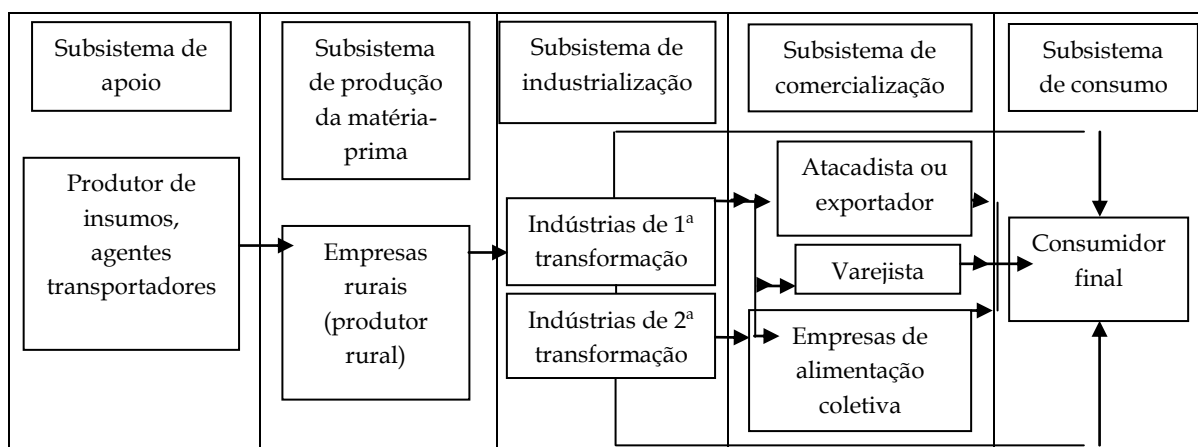 Subsistema de
apoio
Subsistema
de produção
da matéria-
prima
Subsistema de
industrialização
Subsistema de
comercialização
Subsistema
de consumo
Produtor de
insumos,
agentes
transportadores
Empresas
rurais
(produtor
rural)
Indústrias de 1ª
transformação
Indústrias de 2ª
transformação
Atacadista ou
exportador
Varejista
Empresas de
alimentação
coletiva
Consumidor
final